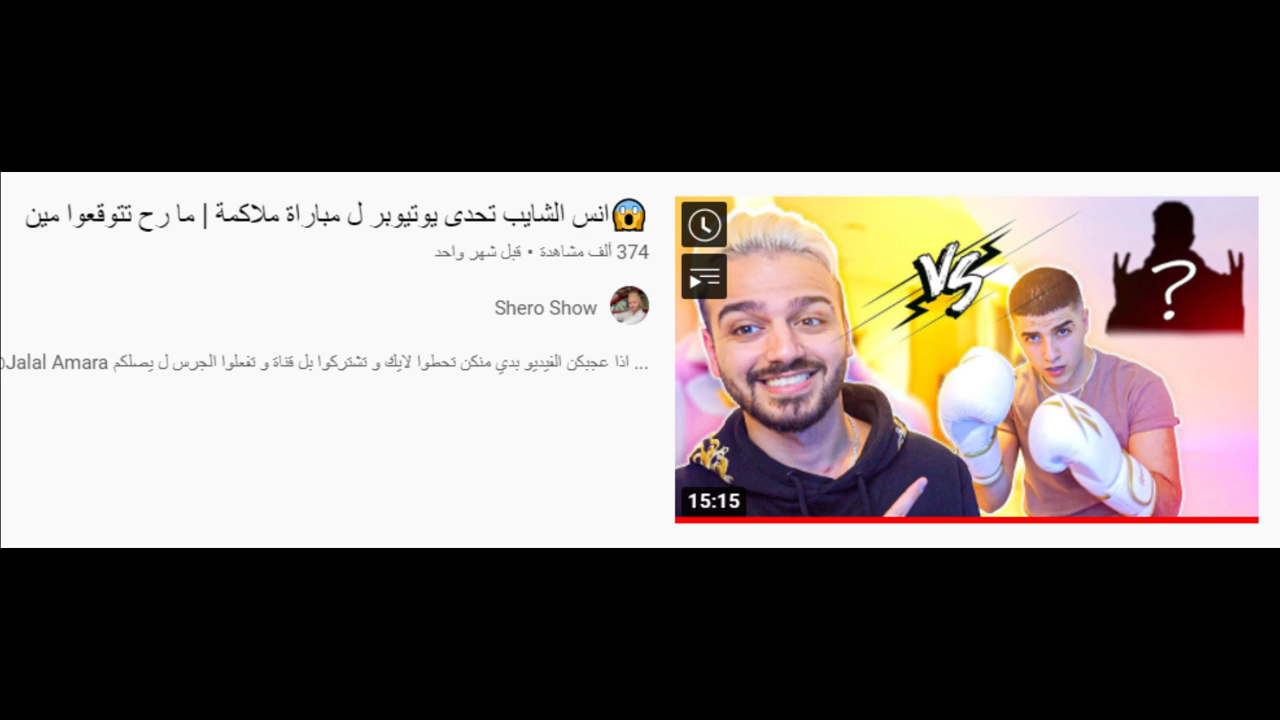 😱انس الشايب تحدى يوتيوبر ل مباراة ملاكمة | ما رح تتوقعوا مين
374 ألف مشاهدة • قبل شهر واحد
Shero Show
... اذا عجبكن الفيديو بدي منكن تحطوا لايك و تشتركوا بل قناة و تفعلوا الجرس ل يصلكم Jalal Amara
VS
?
15:15